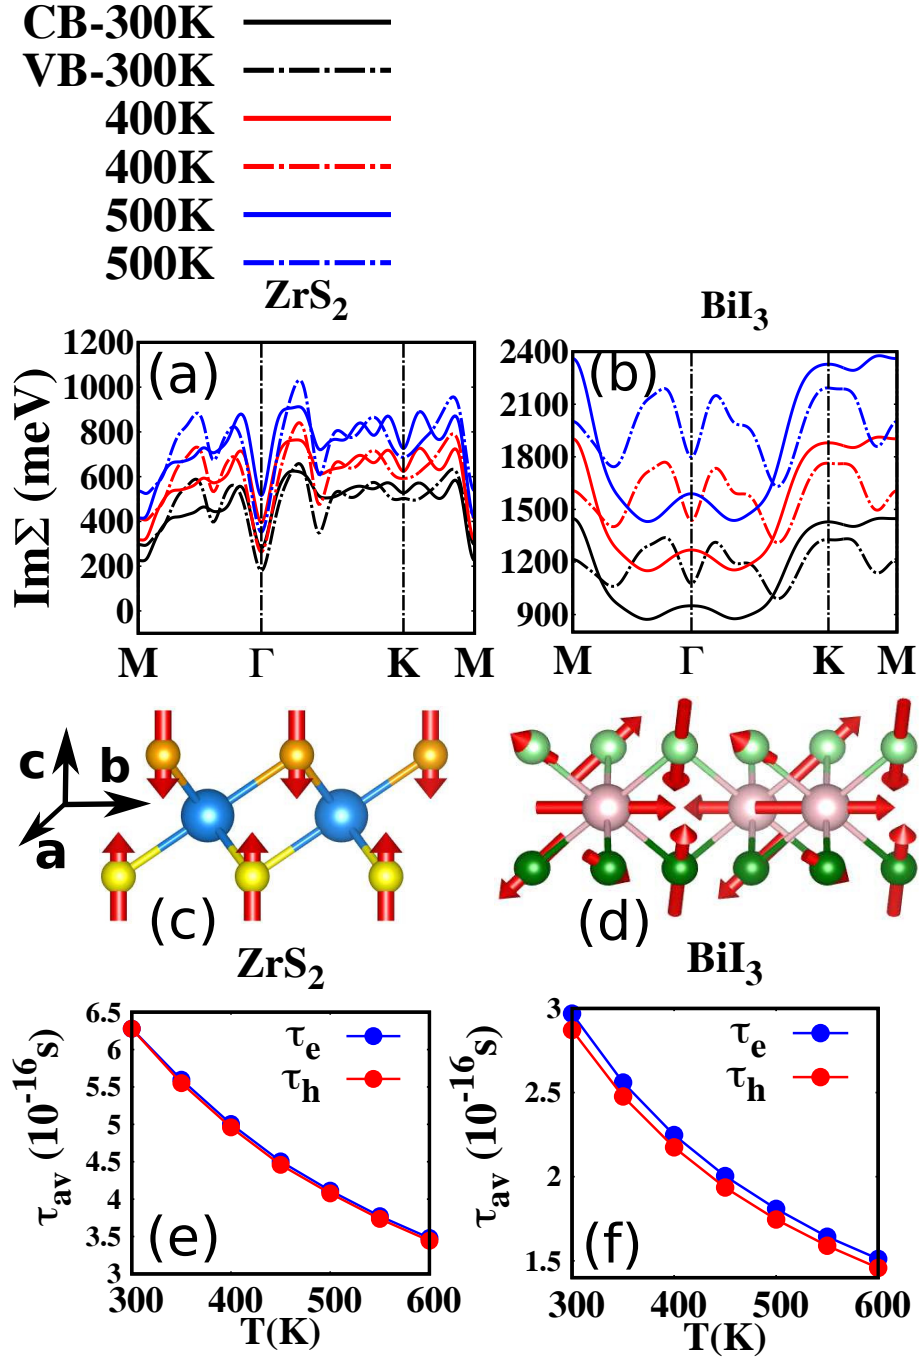 CB-300K
VB-300K
400K
400K
500K
500K
ZrS₂
BiI₃
ImΣ (meV)
1200
1000
800
600
400
200
0
(a)
M Γ K M
2400
2100
1800
1500
1200
900
(b)
M Γ K M
c
b
a
(c)
(d)
ZrS₂
BiI₃
τav (10⁻¹⁶s)
6.5
6
5.5
5
4.5
4
3.5
3
τe
τh
(e)
300 400 500 600
T(K)
τav (10⁻¹⁶s)
3
2.5
2
1.5
τe
τh
(f)
300 400 500 600
T(K)